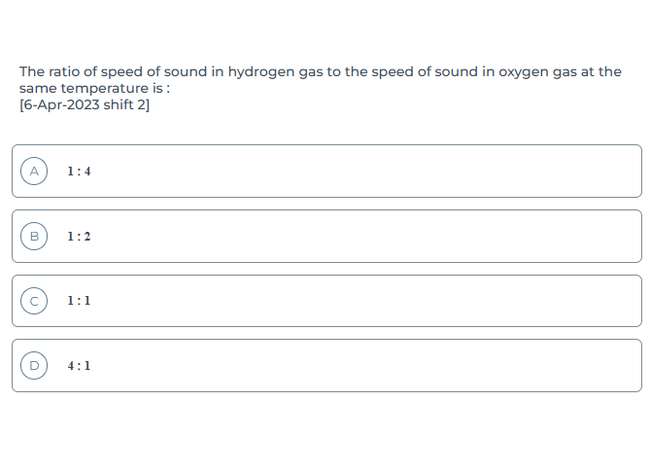 The ratio of speed of sound in hydrogen gas to the speed of sound in oxygen gas at the
same temperature is :
[6-Apr-2023 shift 2]
A 1 : 4
B 1 : 2
C 1 : 1
D 4 : 1